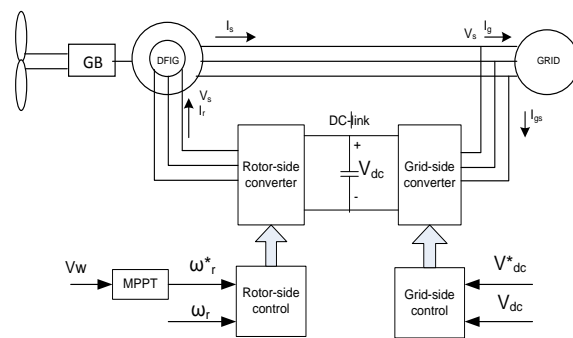 I_s
V_s
I_g
GB
DFIG
GRID
V_s
I_r
DC-link
I_gs
Rotor-side
converter
+
V_dc
-
Grid-side
converter
Vw
MPPT
ω*_r
ω_r
Rotor-side
control
Grid-side
control
V*_dc
V_dc